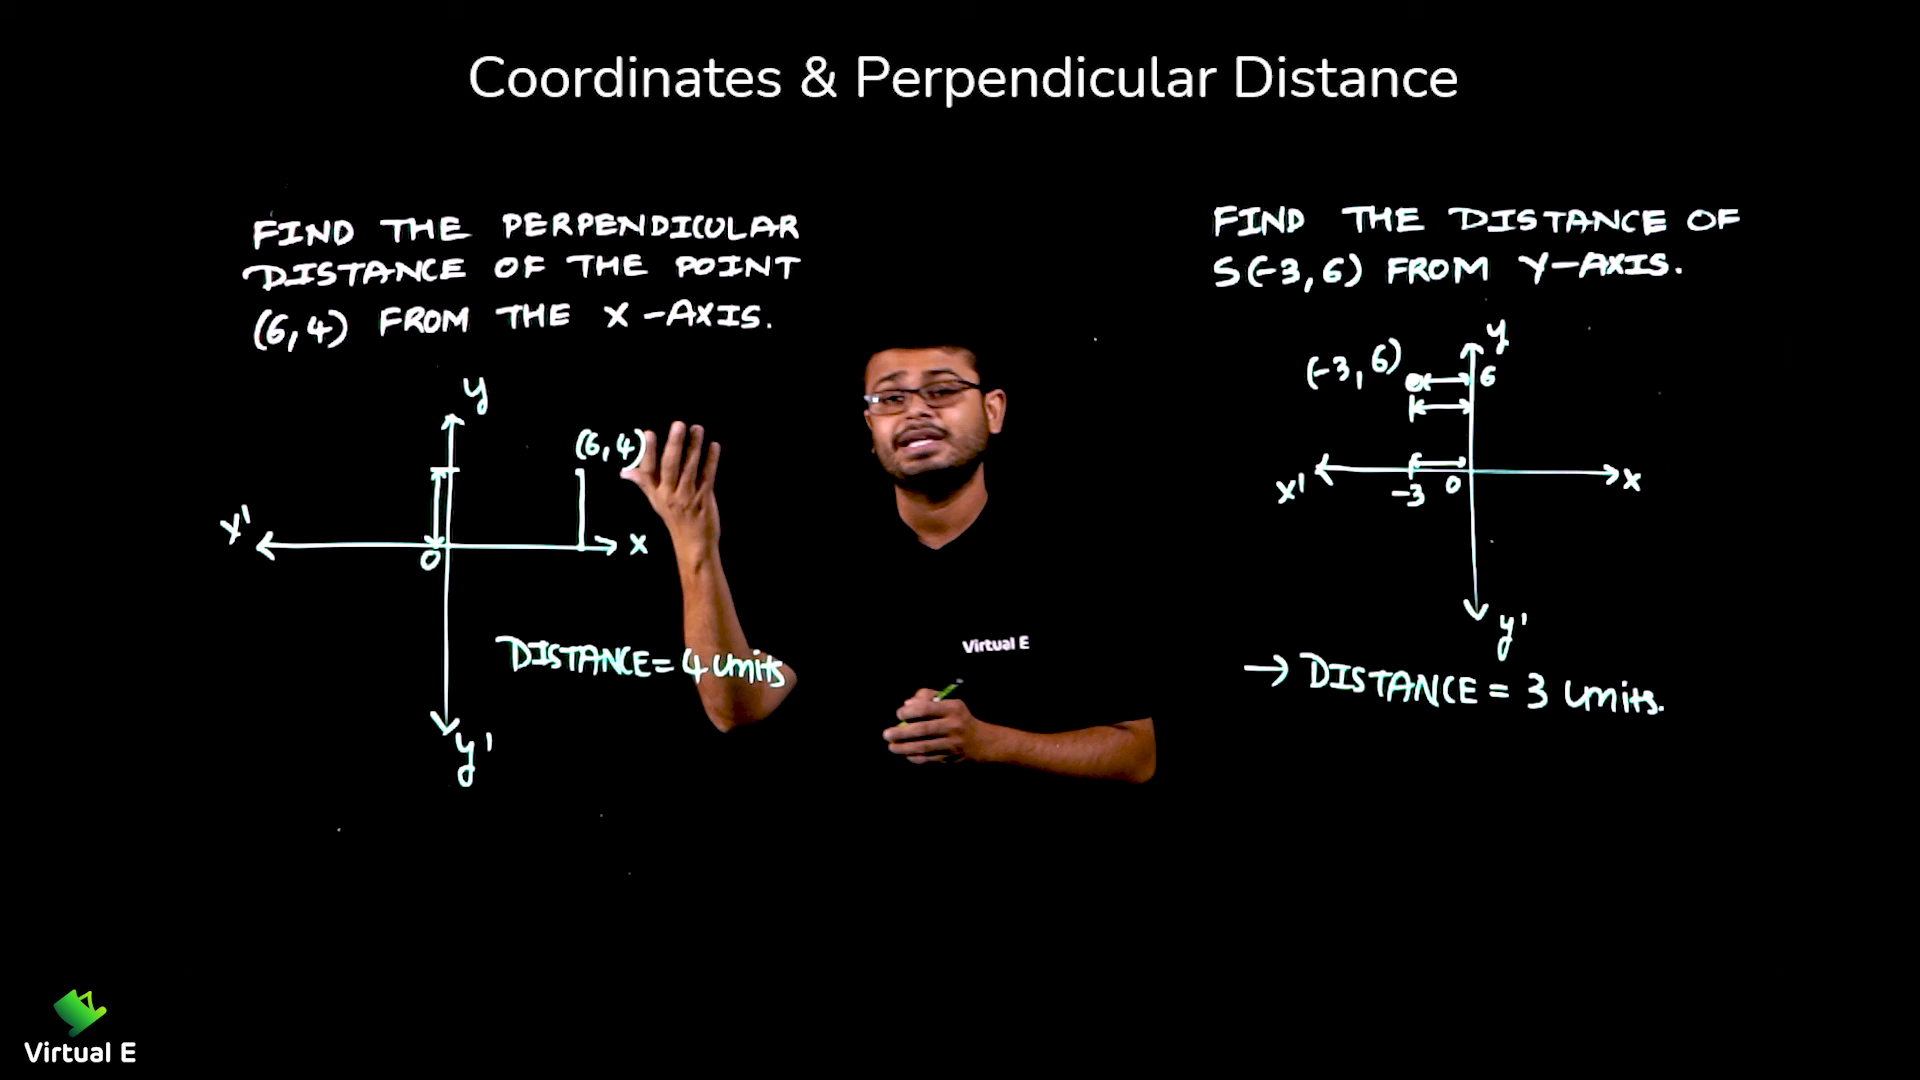 Coordinates & Perpendicular Distance
FIND THE PERPENDICULAR
DISTANCE OF THE POINT
(6,4) FROM THE X-AXIS.
y
(6,4)
x'
0
x
DISTANCE = 4 units
y'
FIND THE DISTANCE OF
S(-3,6) FROM Y-AXIS.
y
(-3,6)
6
x'
-3
0
x
y'
→ DISTANCE = 3 units.
Virtual E
Virtual E